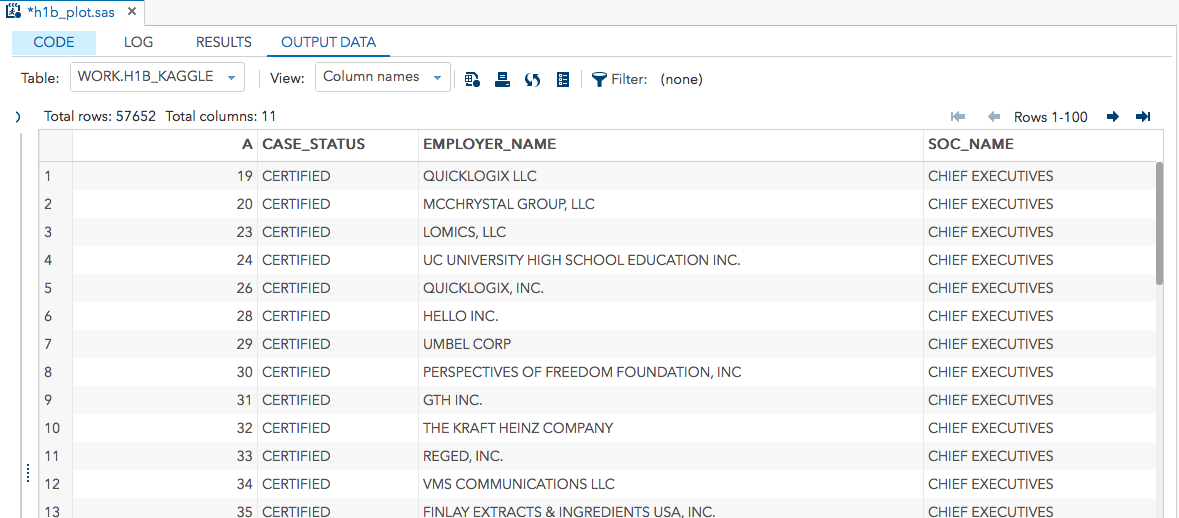 *h1b_plot.sas ×
CODE LOG RESULTS OUTPUT DATA
Table: WORK.H1B_KAGGLE View: Column names Filter: (none)
Total rows: 57652 Total columns: 11 Rows 1-100
A CASE_STATUS EMPLOYER_NAME SOC_NAME
1 19 CERTIFIED QUICKLOGIX LLC CHIEF EXECUTIVES
2 20 CERTIFIED MCCHRYSTAL GROUP, LLC CHIEF EXECUTIVES
3 23 CERTIFIED LOMICS, LLC CHIEF EXECUTIVES
4 24 CERTIFIED UC UNIVERSITY HIGH SCHOOL EDUCATION INC. CHIEF EXECUTIVES
5 26 CERTIFIED QUICKLOGIX, INC. CHIEF EXECUTIVES
6 28 CERTIFIED HELLO INC. CHIEF EXECUTIVES
7 29 CERTIFIED UMBEL CORP CHIEF EXECUTIVES
8 30 CERTIFIED PERSPECTIVES OF FREEDOM FOUNDATION, INC CHIEF EXECUTIVES
9 31 CERTIFIED GTH INC. CHIEF EXECUTIVES
10 32 CERTIFIED THE KRAFT HEINZ COMPANY CHIEF EXECUTIVES
11 33 CERTIFIED REGED, INC. CHIEF EXECUTIVES
12 34 CERTIFIED VMS COMMUNICATIONS LLC CHIEF EXECUTIVES
13 35 CERTIFIED FINLAY EXTRACTS & INGREDIENTS USA, INC. CHIEF EXECUTIVES